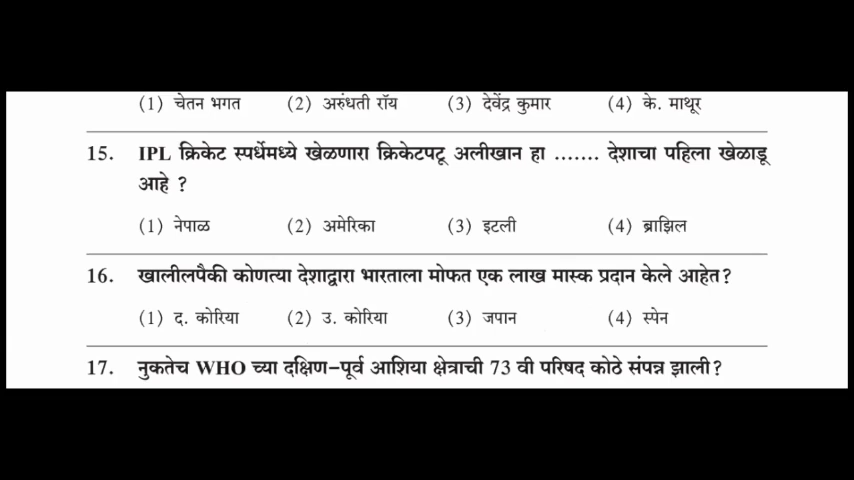 (1) चेतन भगत (2) अरुंधती रॉय (3) देवेंद्र कुमार (4) के. माथूर
15. IPL क्रिकेट स्पर्धेमध्ये खेळणारा क्रिकेटपटू अलीखान हा ....... देशाचा पहिला खेळाडू
आहे ?
(1) नेपाळ (2) अमेरिका (3) इटली (4) ब्राझिल
16. खालीलपैकी कोणत्या देशाद्वारा भारताला मोफत एक लाख मास्क प्रदान केले आहेत?
(1) द. कोरिया (2) उ. कोरिया (3) जपान (4) स्पेन
17. नुकतेच WHO च्या दक्षिण-पूर्व आशिया क्षेत्राची 73 वी परिषद कोठे संपन्न झाली?